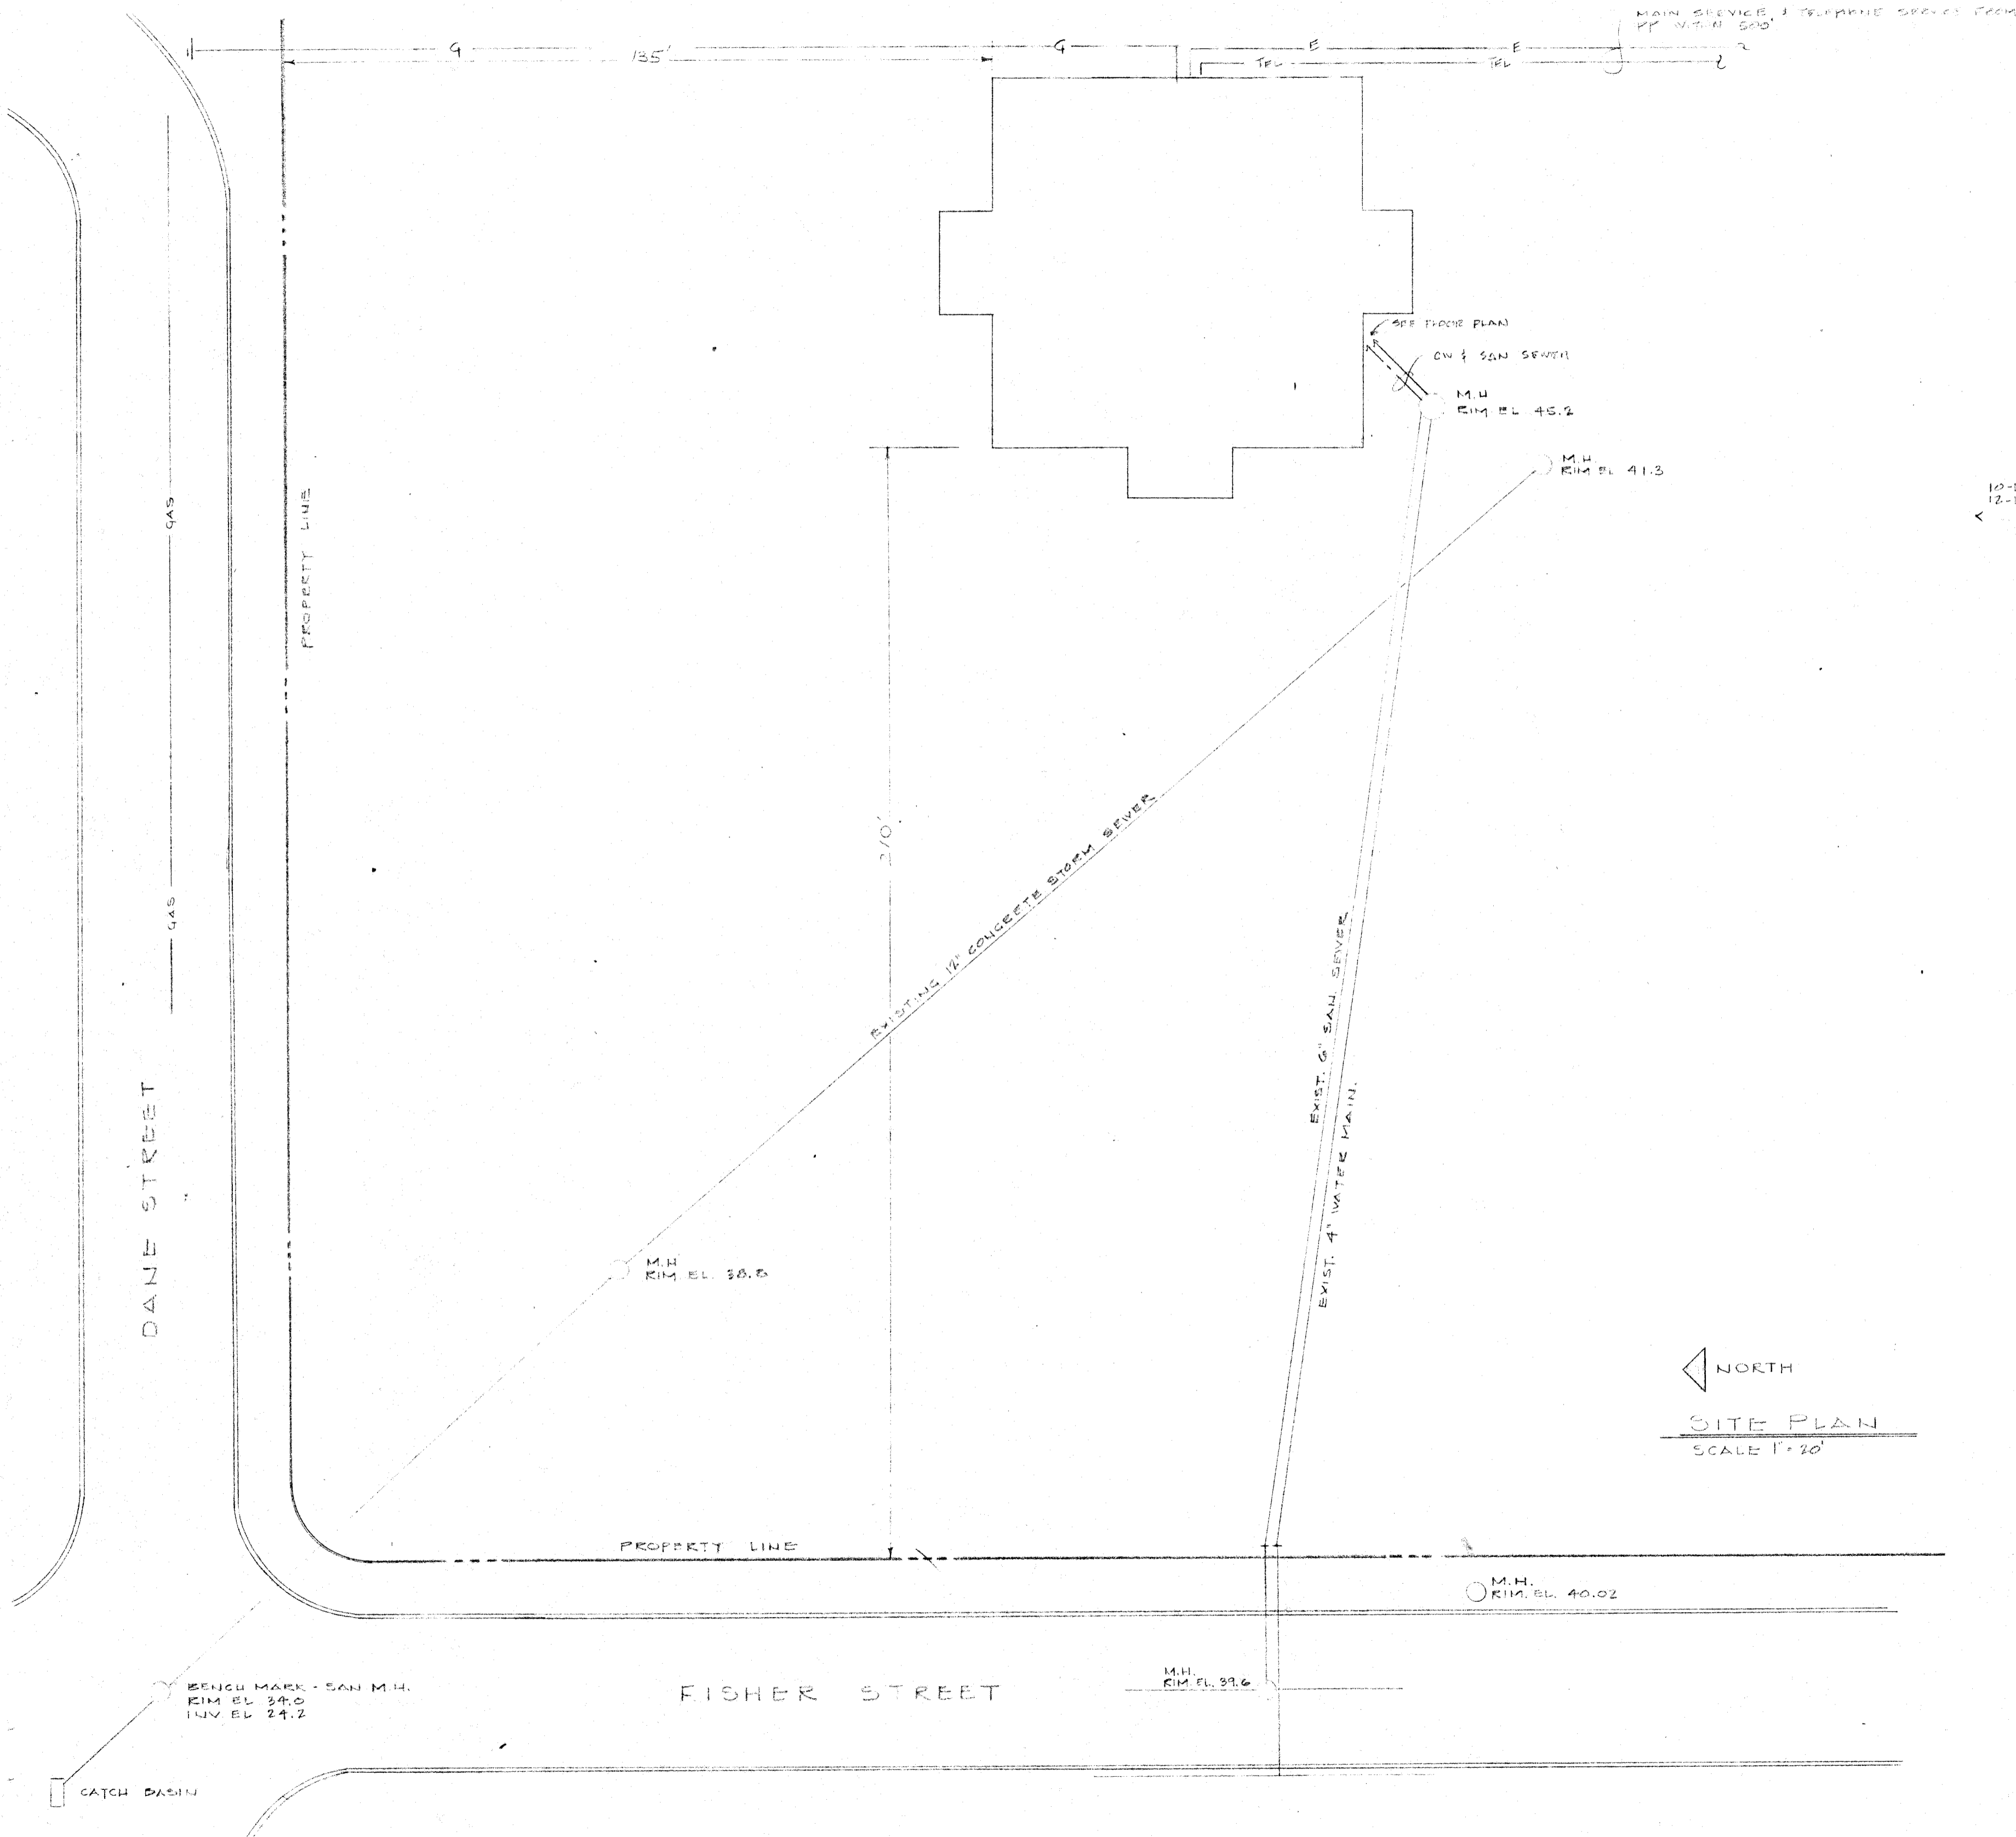 MAIN SERVICE & TELEPHONE SERVICE FROM
PP 500'
G
135'
G
E
E
TEL
TEL
SEE FLOOR PLAN
CW & SAN SEWER
M.H
RIM EL 45.2
M.H.
RIM EL 41.3
GAS
PROPERTY LINE
GAS
210'
EXISTING 12" CONCRETE STORM SEWER
EXIST. 6" SAN. SEWER
EXIST. 4" WATER MAIN.
DANE STREET
M.H
RIM EL. 38.8
NORTH
SITE PLAN
SCALE 1"=20'
PROPERTY LINE
M.H.
RIM. EL. 40.02
BENCH MARK - SAN M.H.
RIM EL 34.0
INV EL 24.2
FISHER STREET
M.H.
RIM. EL. 39.6
CATCH BASIN